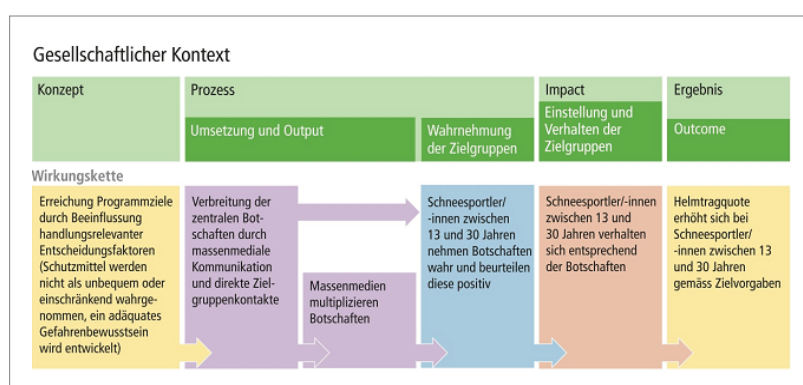 Gesellschaftlicher Kontext
Konzept
Prozess
Impact
Ergebnis
Umsetzung und Output
Wahrnehmung
der Zielgruppen
Einstellung und
Verhalten der
Zielgruppen
Outcome
Wirkungskette
Erreichung Programmziele
durch Beeinflussung
handlungsrelevanter
Entscheidungsfaktoren
(Schutzmittel werden
nicht als unbequem oder
einschränkend wahrge-
nommen, ein adäquates
Gefahrenbewusstsein
wird entwickelt)
Verbreitung der
zentralen Bot-
schaften durch
massenmediale
Kommunikation
und direkte Ziel-
gruppenkontakte
Massenmedien
multiplizieren
Botschaften
Schneesportler/
-innen zwischen
13 und 30 Jahren
nehmen Botschaften
wahr und beurteilen
diese positiv
Schneesportler/-innen
zwischen 13 und
30 Jahren verhalten
sich entsprechend
der Botschaften
Helmtragquote
erhöht sich bei
Schneesportler/
-innen zwischen 13
und 30 Jahren
gemäss Zielvorgaben